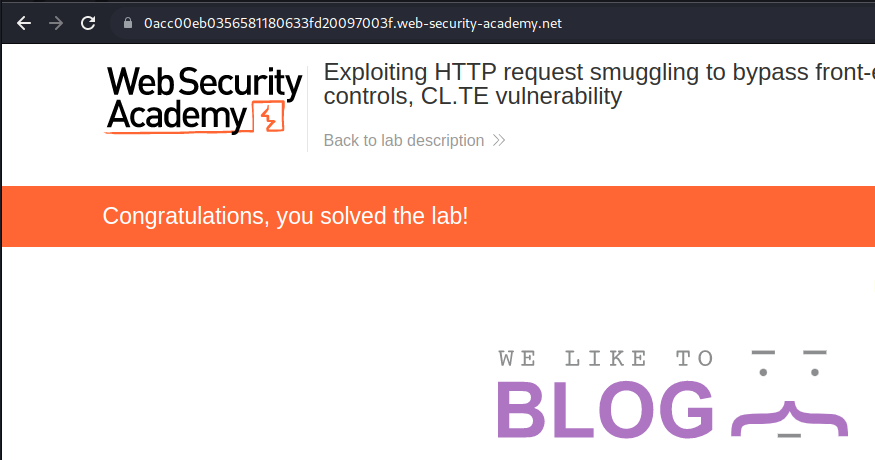 0acc00eb0356581180633fd20097003f.web-security-academy.net
Web Security
Academy
Exploiting HTTP request smuggling to bypass front-e
controls, CL.TE vulnerability
Back to lab description
Congratulations, you solved the lab!
WE LIKE TO
BLOG